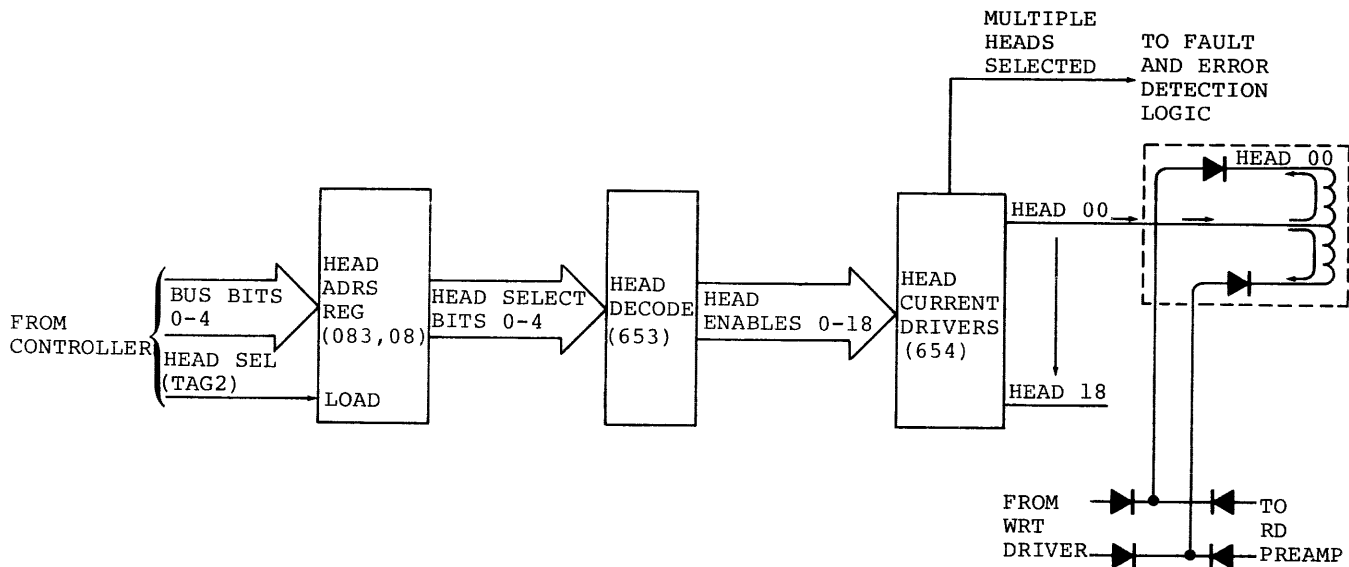 MULTIPLE
HEADS
SELECTED
TO FAULT
AND ERROR
DETECTION
LOGIC
HEAD 00
FROM
CONTROLLER
BUS BITS
0-4
HEAD SEL
(TAG2)
HEAD
ADRS
REG
(083,08)
LOAD
HEAD SELECT
BITS 0-4
HEAD
DECODE
(653)
HEAD
ENABLES 0-18
HEAD
CURRENT
DRIVERS
(654)
HEAD 00
HEAD 18
FROM
WRT
DRIVER
TO
RD
PREAMP